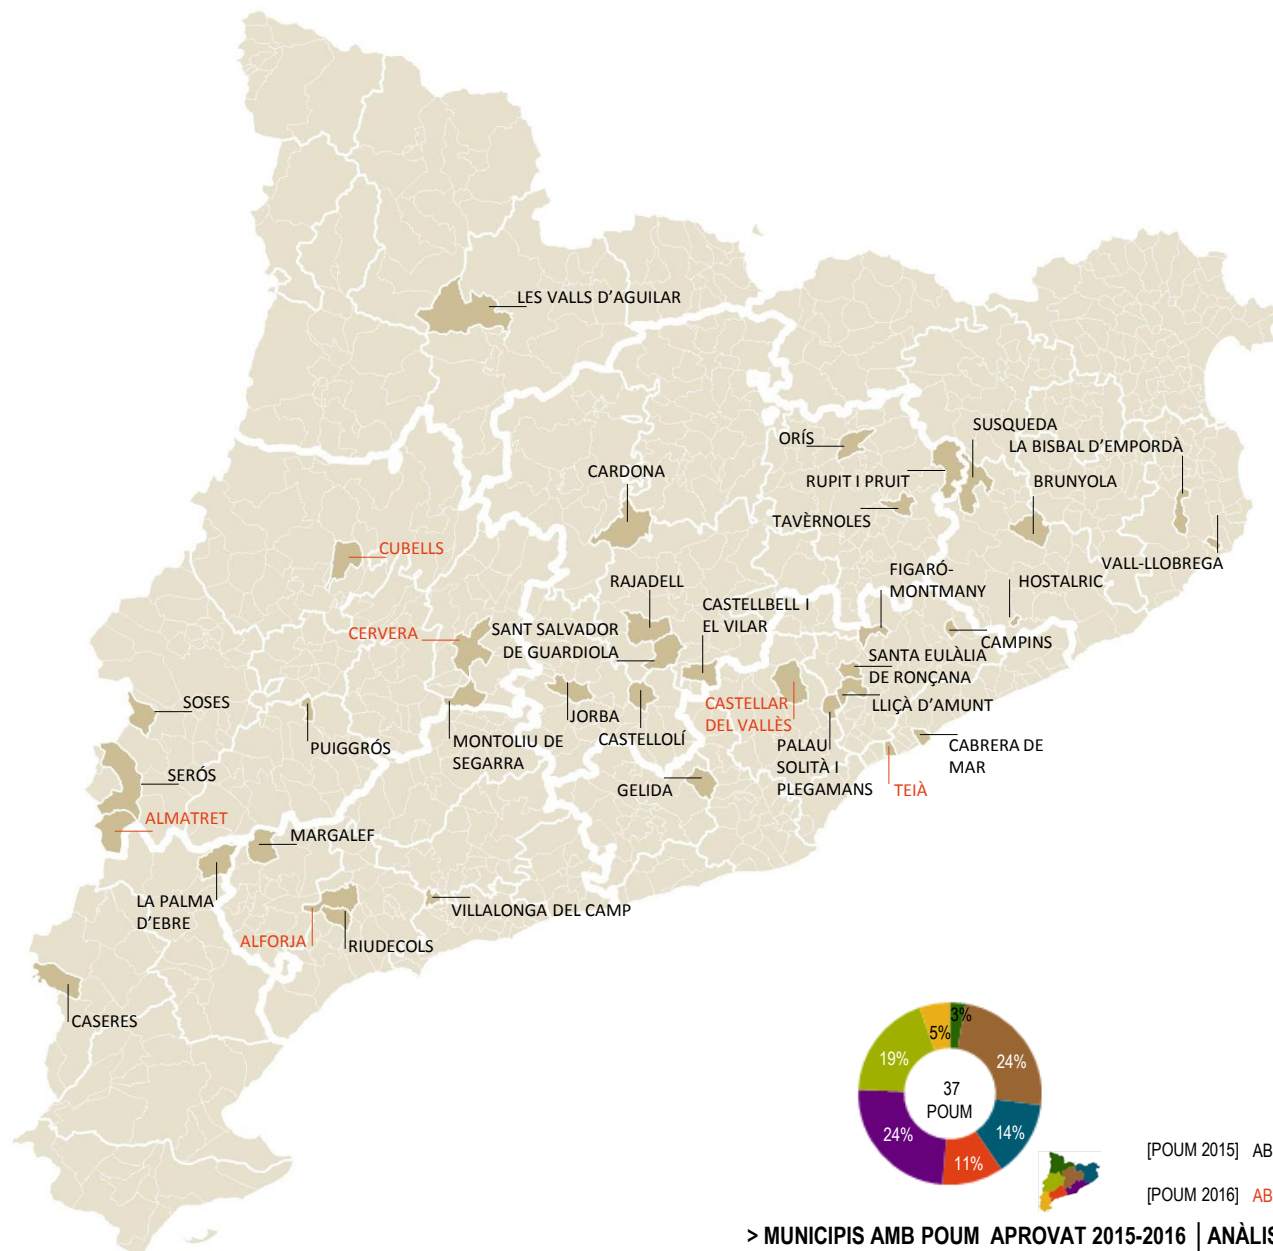 LES VALLS D’AGUILAR
ORÍS
SUSQUEDA
LA BISBAL D’EMPORDÀ
CARDONA
RUPIT I PRUIT
BRUNYOLA
TAVÈRNOLES
CUBELLS
VALL-LLOBREGA
FIGARÓ-
MONTMANY
HOSTALRIC
RAJADELL
CASTELLBELL I
EL VILAR
CERVERA
SANT SALVADOR
DE GUARDIOLA
CAMPINS
SANTA EULÀLIA
DE RONÇANA
SOSES
CASTELLAR
DEL VALLÈS
LLIÇÀ D’AMUNT
JORBA
PUIGGRÓS
MONTOLIU DE
SEGARRA
CASTELLOLÍ
PALAU
SOLITÀ I
PLEGAMANS
CABRERA DE
MAR
SERÓS
GELIDA
TEIÀ
ALMATRET
MARGALEF
LA PALMA
D’EBRE
VILLALONGA DEL CAMP
ALFORJA
RIUDECOLS
CASERES
3%
5%
19%
24%
37
POUM
24%
14%
11%
[POUM 2015] AB
[POUM 2016] AB
> MUNICIPIS AMB POUM APROVAT 2015-2016 | ANÀLIS